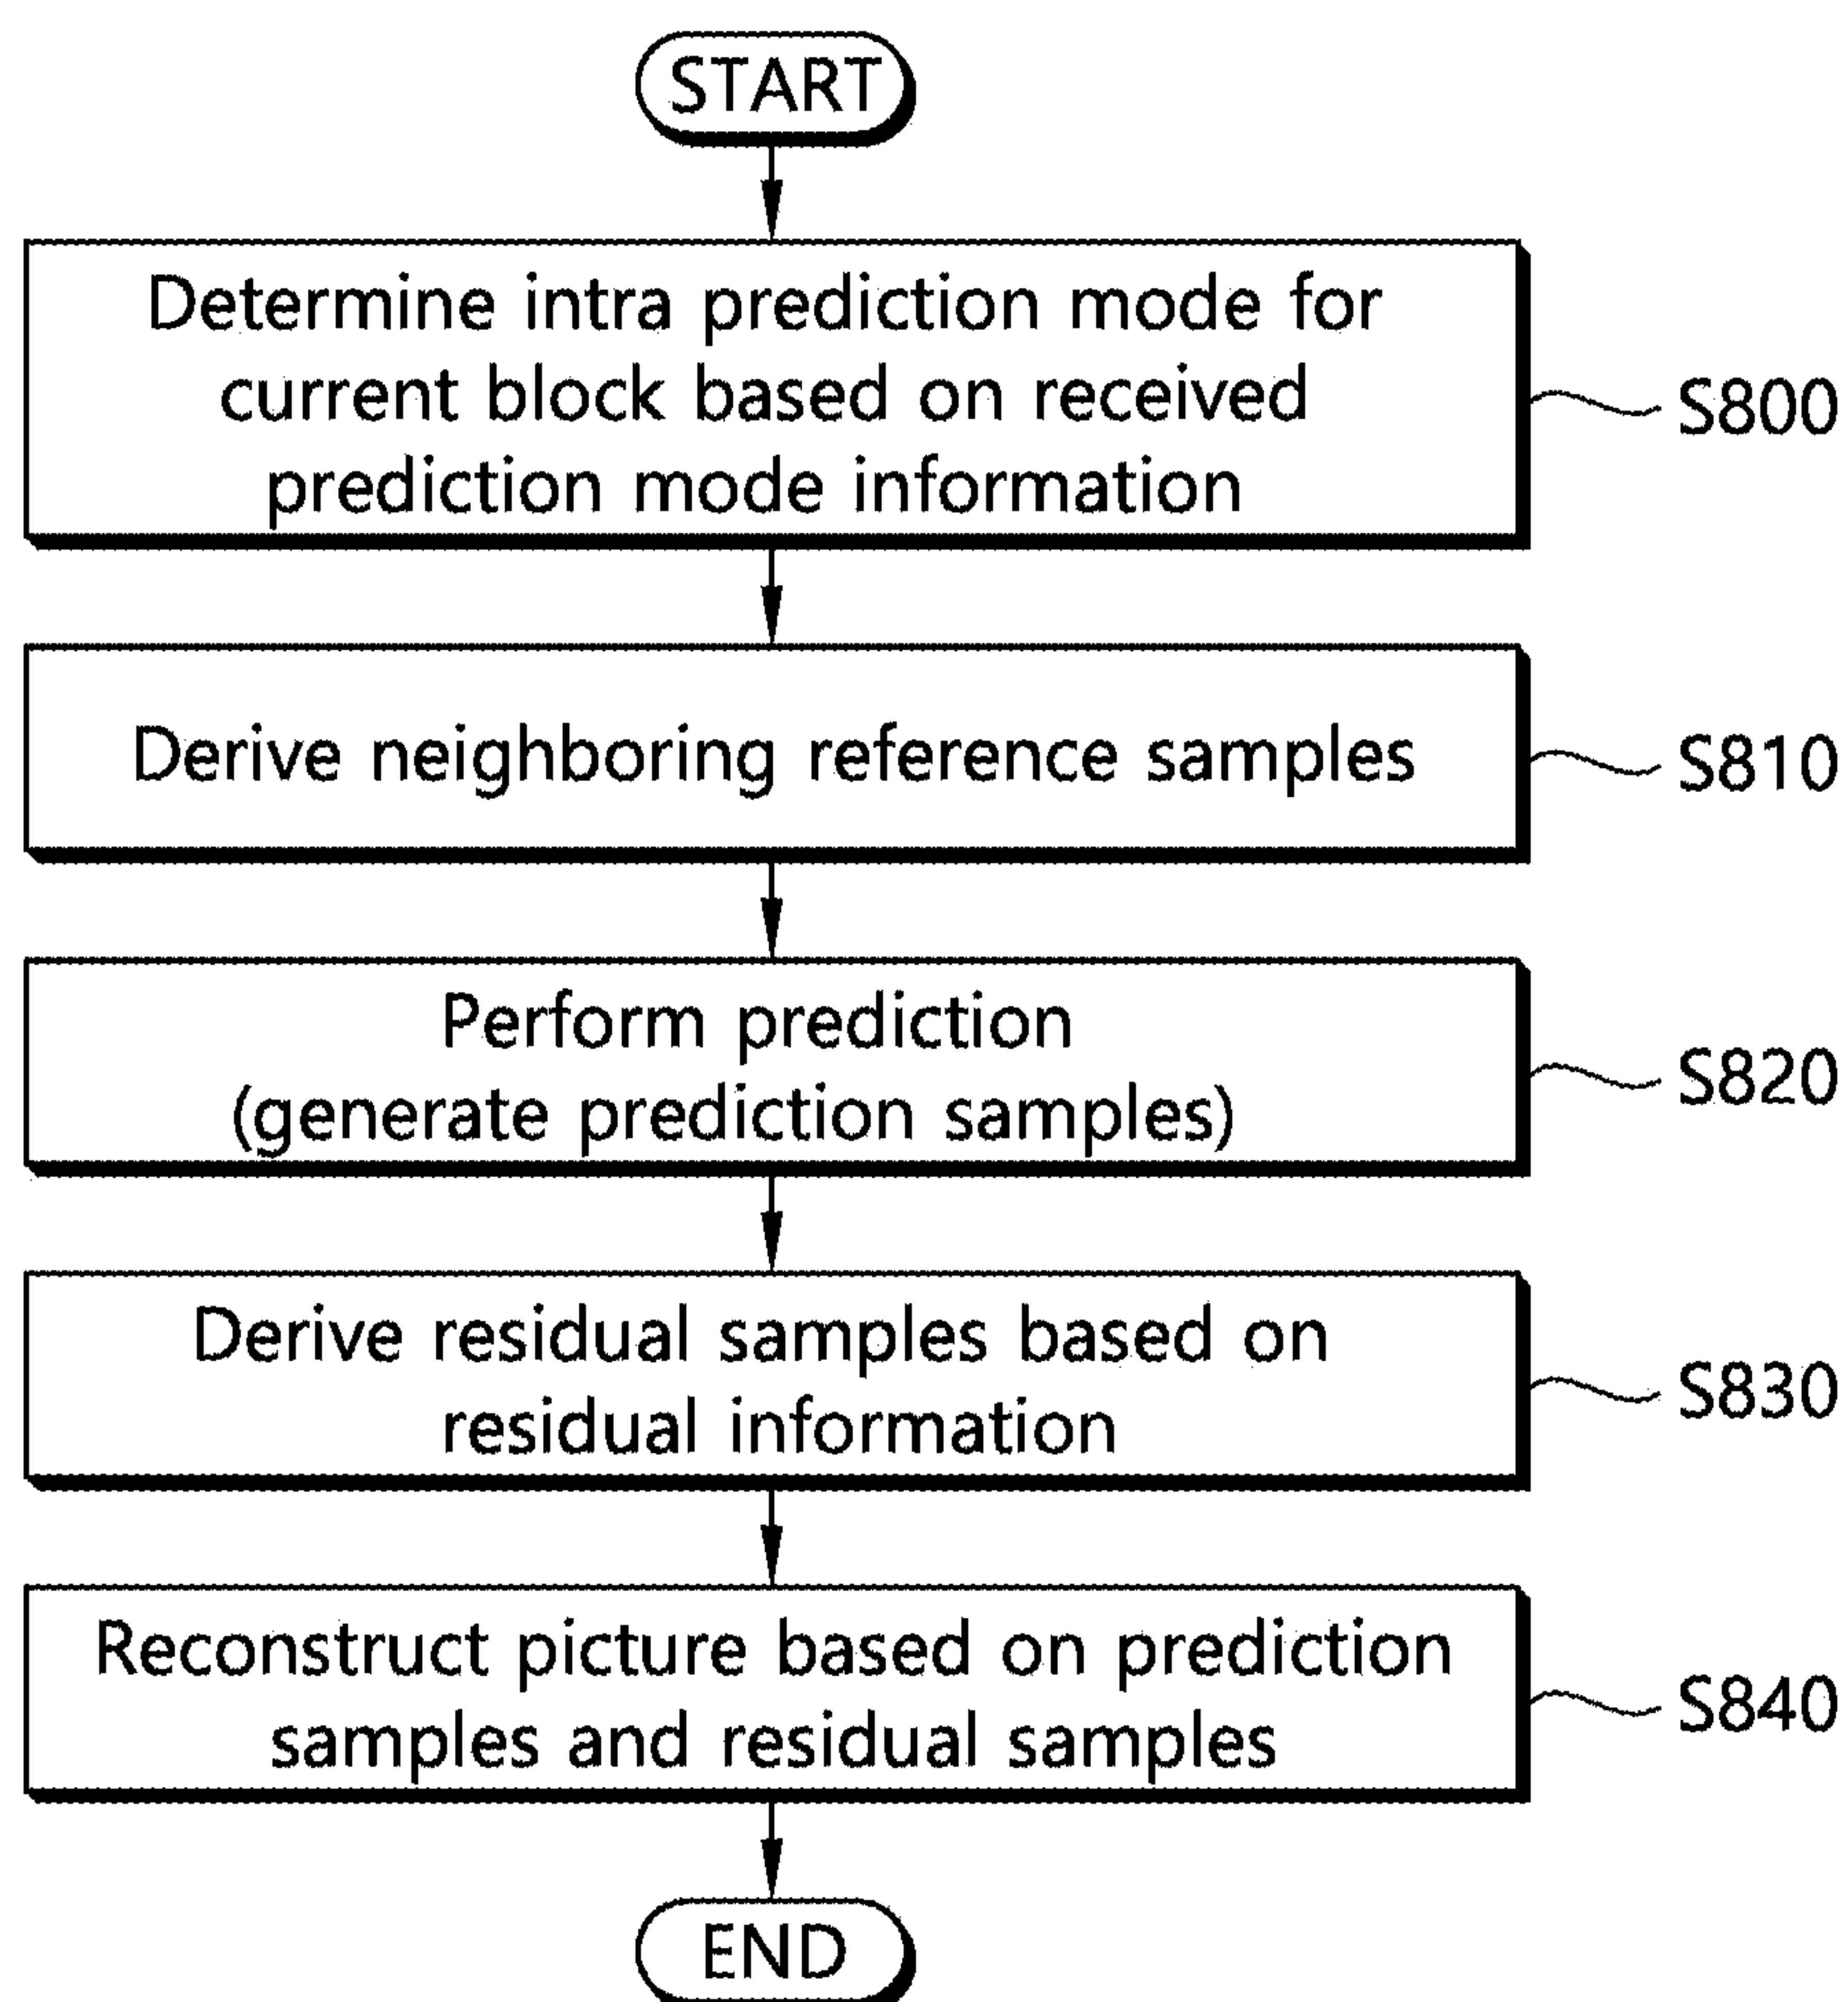 START
Determine intra prediction mode for
current block based on received
prediction mode information
S800
Derive neighboring reference samples
S810
Perform prediction
(generate prediction samples)
S820
Derive residual samples based on
residual information
S830
Reconstruct picture based on prediction
samples and residual samples
S840
END